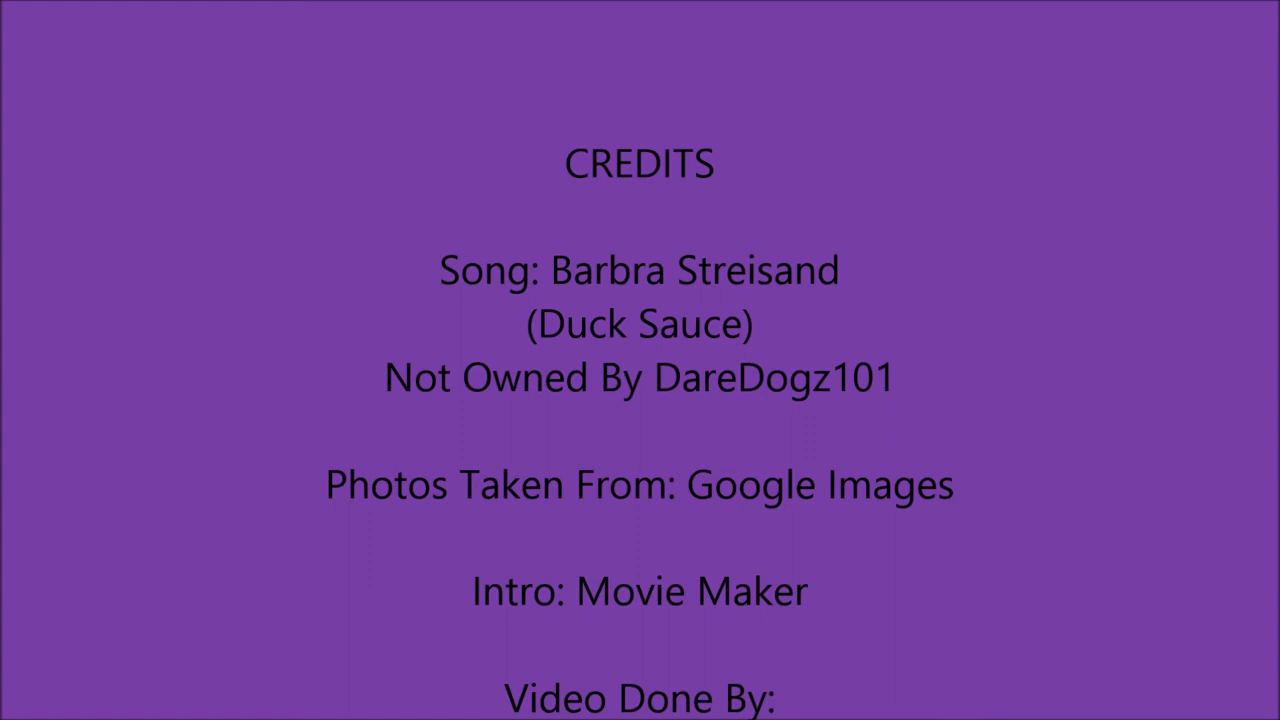 CREDITS
Song: Barbra Streisand
(Duck Sauce)
Not Owned By DareDogz101
Photos Taken From: Google Images
Intro: Movie Maker
Video Done By: